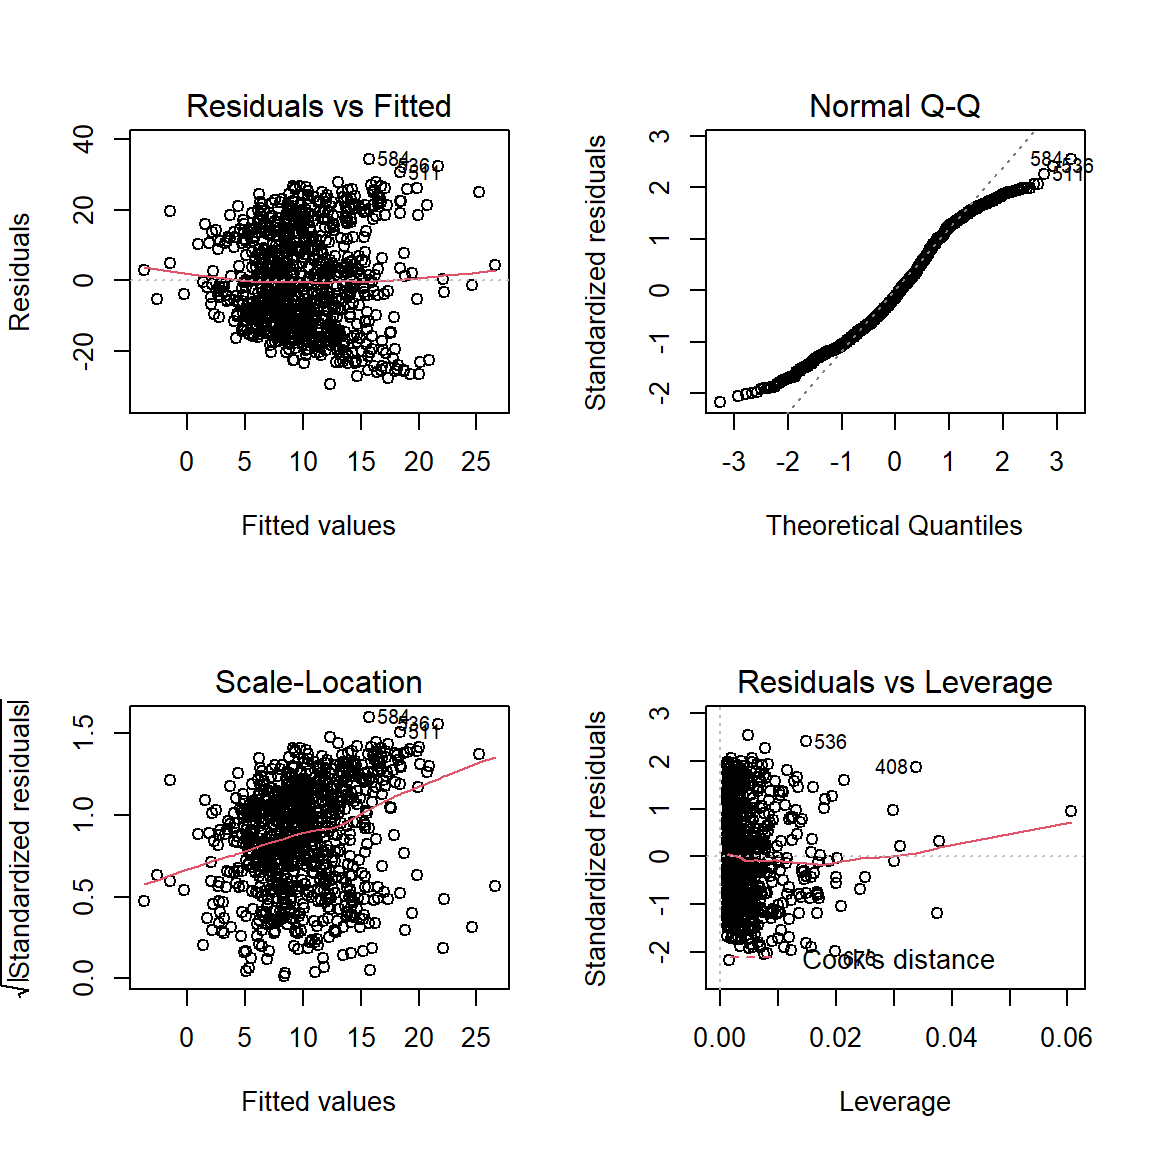 Residuals vs Fitted
Residuals
40
20
0
-20
584
536
511
0 5 10 15 20 25
Fitted values
Normal Q-Q
Standardized residuals
3
2
1
0
-1
-2
584
536
511
-3 -2 -1 0 1 2 3
Theoretical Quantiles
Scale-Location
√|Standardized residuals|
1.5
1.0
0.5
0.0
584
536
511
0 5 10 15 20 25
Fitted values
Residuals vs Leverage
Standardized residuals
3
2
1
0
-1
-2
536
408
Cook's distance
0.00 0.02 0.04 0.06
Leverage